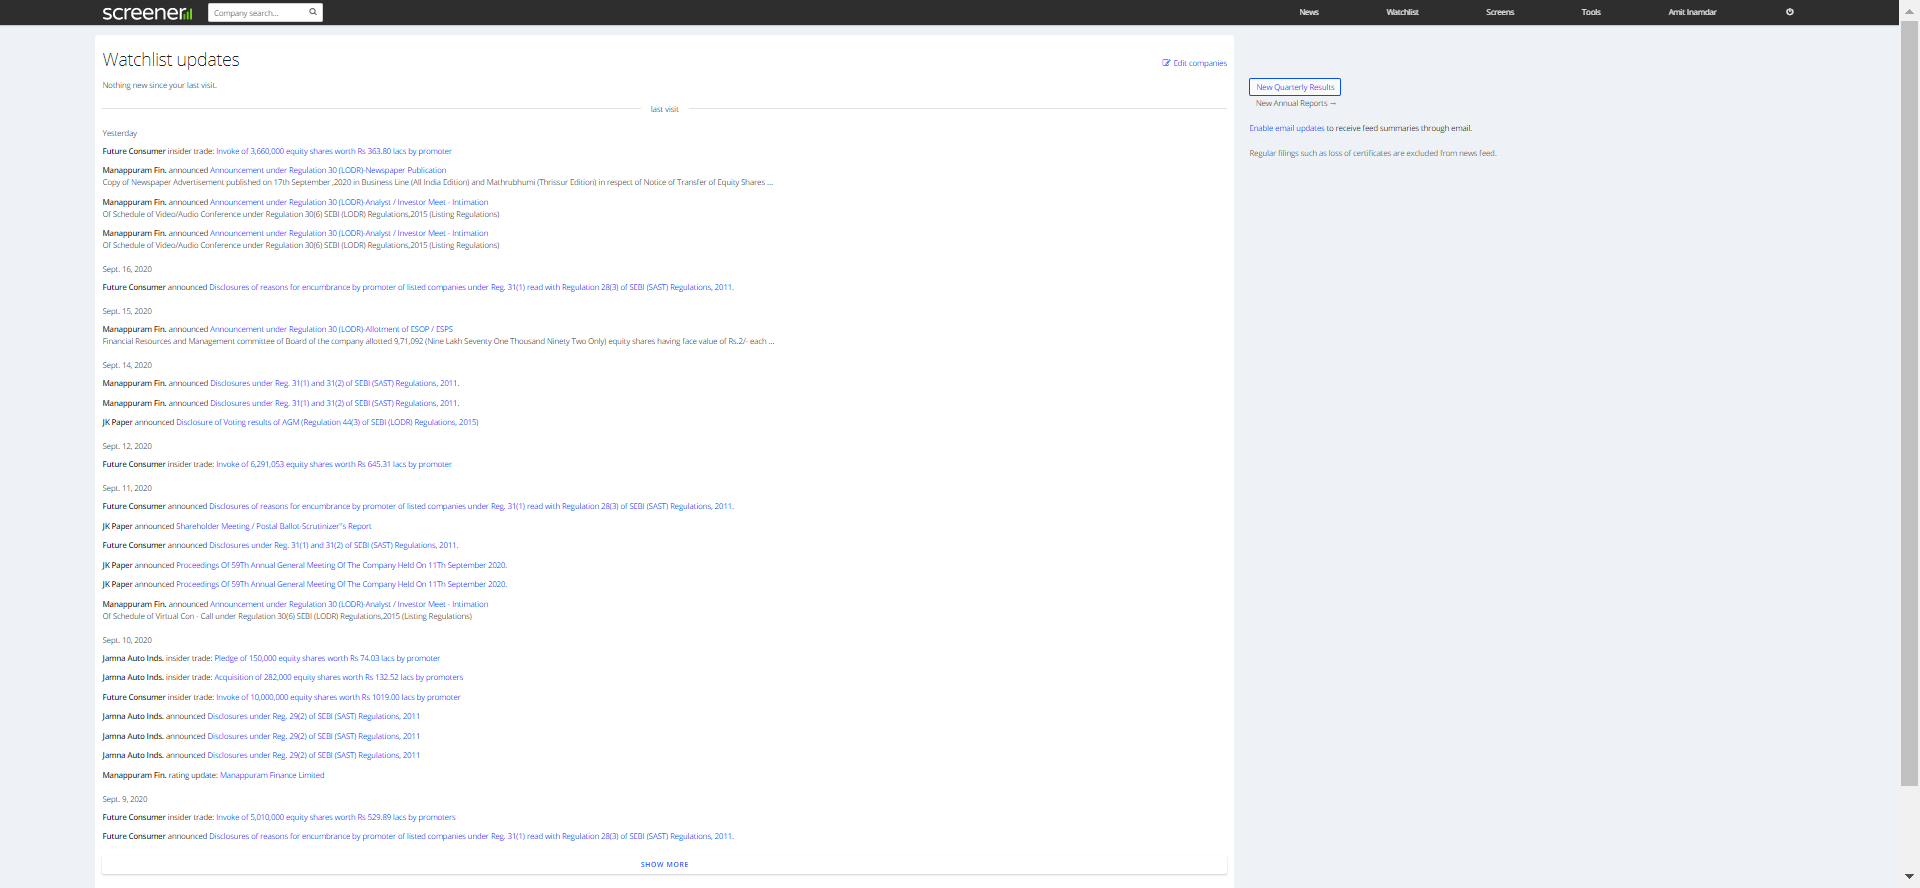 screener
Company search...
News
Watchlist
Screens
Tools
Amit Inamdar
Watchlist updates
Edit companies
Nothing new since your last visit.
last visit
Yesterday
Future Consumer insider trade: Invoke of 3,660,000 equity shares worth Rs 363.80 lacs by promoter
Manappuram Fin. announced Announcement under Regulation 30 (LODR)-Newspaper Publication
Copy of Newspaper Advertisement published on 17th September ,2020 in Business Line (All India Edition) and Mathrubhumi (Thrissur Edition) in respect of Notice of Transfer of Equity Shares ...
Manappuram Fin. announced Announcement under Regulation 30 (LODR)-Analyst / Investor Meet - Intimation
Of Schedule of Video/Audio Conference under Regulation 30(6) SEBI (LODR) Regulations,2015 (Listing Regulations)
Manappuram Fin. announced Announcement under Regulation 30 (LODR)-Analyst / Investor Meet - Intimation
Of Schedule of Video/Audio Conference under Regulation 30(6) SEBI (LODR) Regulations,2015 (Listing Regulations)
Sept. 16, 2020
Future Consumer announced Disclosures of reasons for encumbrance by promoter of listed companies under Reg. 31(1) read with Regulation 28(3) of SEBI (SAST) Regulations, 2011.
Sept. 15, 2020
Manappuram Fin. announced Announcement under Regulation 30 (LODR)-Allotment of ESOP / ESPS
Financial Resources and Management committee of Board of the company allotted 9,71,092 (Nine Lakh Seventy One Thousand Ninety Two Only) equity shares having face value of Rs.2/- each ...
Sept. 14, 2020
Manappuram Fin. announced Disclosures under Reg. 31(1) and 31(2) of SEBI (SAST) Regulations, 2011.
Manappuram Fin. announced Disclosures under Reg. 31(1) and 31(2) of SEBI (SAST) Regulations, 2011.
JK Paper announced Disclosure of Voting results of AGM (Regulation 44(3) of SEBI (LODR) Regulations, 2015)
Sept. 12, 2020
Future Consumer insider trade: Invoke of 6,291,053 equity shares worth Rs 645.31 lacs by promoter
Sept. 11, 2020
Future Consumer announced Disclosures of reasons for encumbrance by promoter of listed companies under Reg. 31(1) read with Regulation 28(3) of SEBI (SAST) Regulations, 2011.
JK Paper announced Shareholder Meeting / Postal Ballot-Scrutinizer"s Report
Future Consumer announced Disclosures under Reg. 31(1) and 31(2) of SEBI (SAST) Regulations, 2011.
JK Paper announced Proceedings Of 59Th Annual General Meeting Of The Company Held On 11Th September 2020.
JK Paper announced Proceedings Of 59Th Annual General Meeting Of The Company Held On 11Th September 2020.
Manappuram Fin. announced Announcement under Regulation 30 (LODR)-Analyst / Investor Meet - Intimation
Of Schedule of Virtual Con - Call under Regulation 30(6) SEBI (LODR) Regulations,2015 (Listing Regulations)
Sept. 10, 2020
Jamna Auto Inds. insider trade: Pledge of 150,000 equity shares worth Rs 74.03 lacs by promoter
Jamna Auto Inds. insider trade: Acquisition of 282,000 equity shares worth Rs 132.52 lacs by promoters
Future Consumer insider trade: Invoke of 10,000,000 equity shares worth Rs 1019.00 lacs by promoter
Jamna Auto Inds. announced Disclosures under Reg. 29(2) of SEBI (SAST) Regulations, 2011
Jamna Auto Inds. announced Disclosures under Reg. 29(2) of SEBI (SAST) Regulations, 2011
Jamna Auto Inds. announced Disclosures under Reg. 29(2) of SEBI (SAST) Regulations, 2011
Manappuram Fin. rating update: Manappuram Finance Limited
Sept. 9, 2020
Future Consumer insider trade: Invoke of 5,010,000 equity shares worth Rs 529.89 lacs by promoters
Future Consumer announced Disclosures of reasons for encumbrance by promoter of listed companies under Reg. 31(1) read with Regulation 28(3) of SEBI (SAST) Regulations, 2011.
SHOW MORE
New Quarterly Results
New Annual Reports →
Enable email updates to receive feed summaries through email.
Regular filings such as loss of certificates are excluded from news feed.